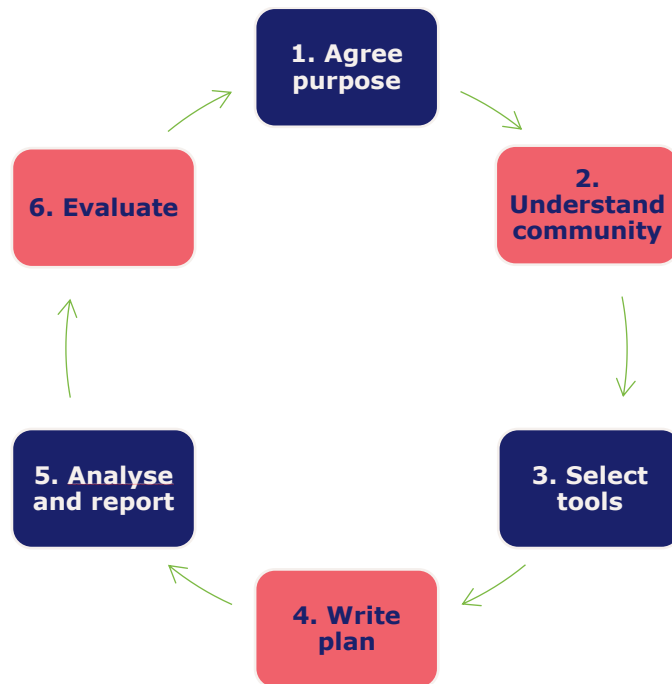 1. Agree
purpose
2.
Understand
community
3. Select
tools
4. Write
plan
5. Analyse
and report
6. Evaluate